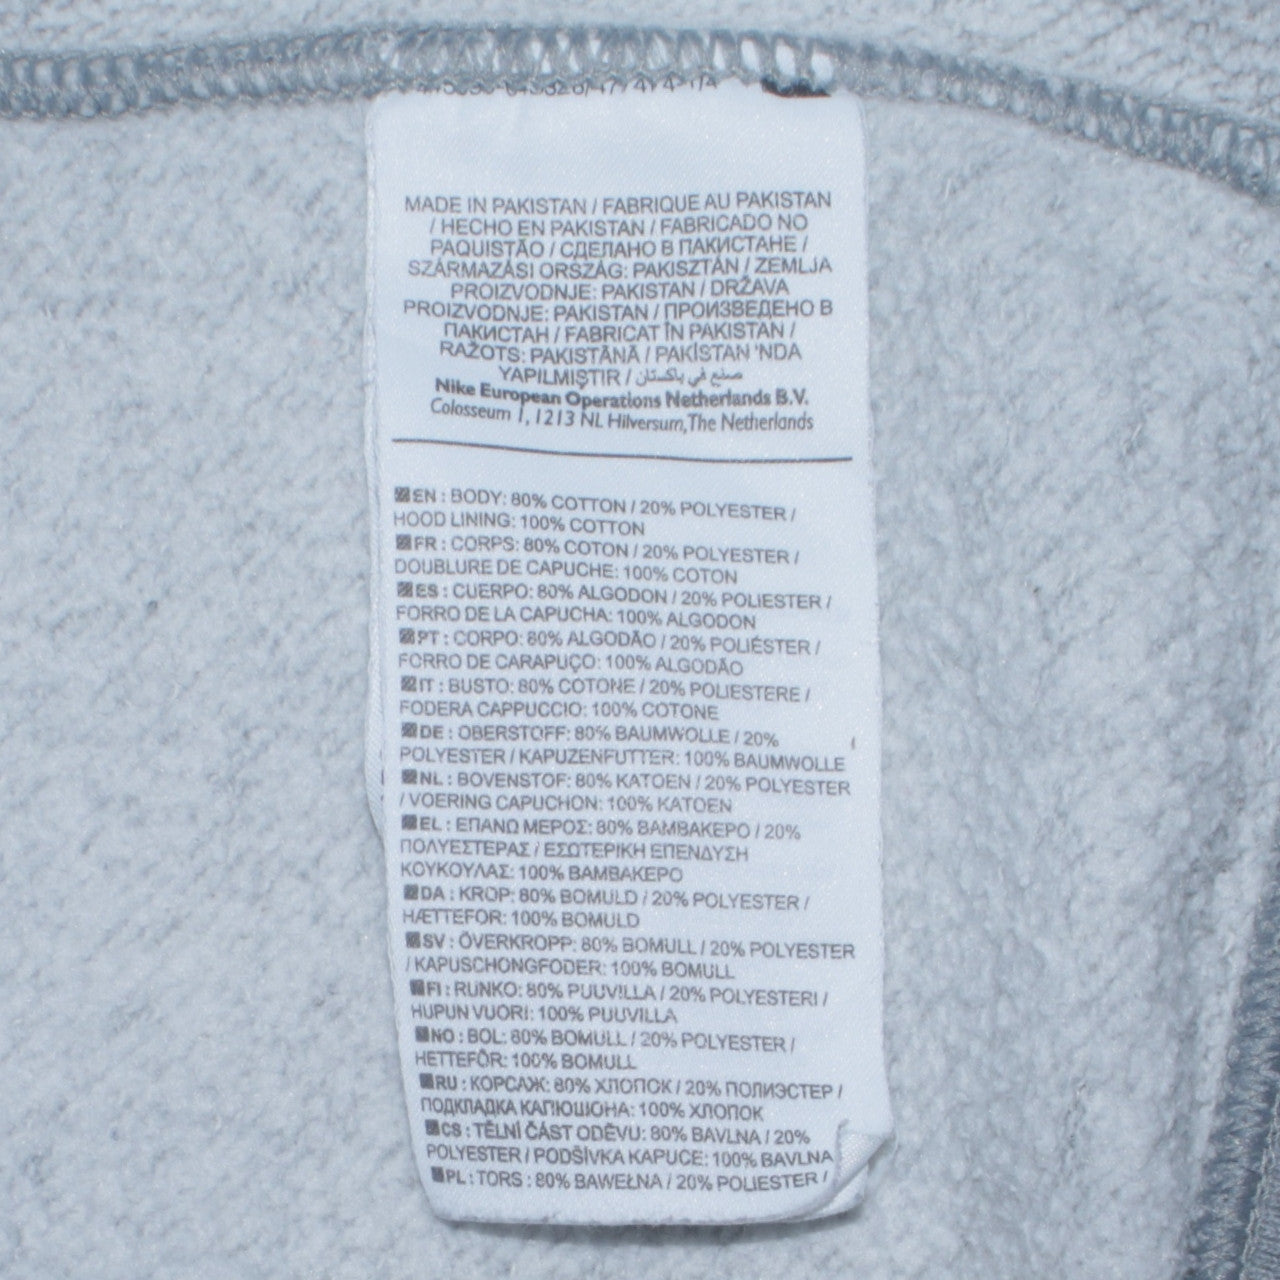 MADE IN PAKISTAN / FABRIQUE AU PAKISTAN
/ HECHO EN PAKISTAN / FABRICADO NO
PAQUISTÃO / СДЕЛАНО В ПАКИСТАНЕ /
SZÁRMAZÁSI ORSZÁG: PAKISZTÁN / ZEMLJA
PROIZVODNJE: PAKISTAN / DRŽAVA
PROIZVODNJE: PAKISTAN / ПРОИЗВЕДЕНО В
ПАКИСТАН / FABRICAT ÎN PAKISTAN /
RAŽOTS: PAKISTĀNĀ / PAKİSTAN 'NDA
YAPILMIŞTIR / صنع في باكستان
Nike European Operations Netherlands B.V.
Colosseum 1, 1213 NL Hilversum, The Netherlands
EN : BODY: 80% COTTON / 20% POLYESTER /
HOOD LINING: 100% COTTON
FR : CORPS: 80% COTON / 20% POLYESTER /
DOUBLURE DE CAPUCHE: 100% COTON
ES : CUERPO: 80% ALGODON / 20% POLIESTER /
FORRO DE LA CAPUCHA: 100% ALGODON
PT : CORPO: 80% ALGODÃO / 20% POLIÉSTER /
FORRO DE CARAPUÇO: 100% ALGODÃO
IT : BUSTO: 80% COTONE / 20% POLIESTERE /
FODERA CAPPUCCIO: 100% COTONE
DE : OBERSTOFF: 80% BAUMWOLLE / 20%
POLYESTER / KAPUZENFUTTER: 100% BAUMWOLLE
NL : BOVENSTOF: 80% KATOEN / 20% POLYESTER
/ VOERING CAPUCHON: 100% KATOEN
EL : ΕΠΑΝΩ ΜΕΡΟΣ: 80% ΒΑΜΒΑΚΕΡΟ / 20%
ΠΟΛΥΕΣΤΕΡΑΣ / ΕΣΩΤΕΡΙΚΗ ΕΠΕΝΔΥΣΗ
ΚΟΥΚΟΥΛΑΣ: 100% ΒΑΜΒΑΚΕΡΟ
DA : KROP: 80% BOMULD / 20% POLYESTER /
HÆTTEFOR: 100% BOMULD
SV : ÖVERKROPP: 80% BOMULL / 20% POLYESTER
/ KAPUSCHONGFODER: 100% BOMULL
FI : RUNKO: 80% PUUVILLA / 20% POLYESTERI /
HUPUN VUORI: 100% PUUVILLA
NO : BOL: 80% BOMULL / 20% POLYESTER /
HETTEFÔR: 100% BOMULL
RU : КОРСАЖ: 80% ХЛОПОК / 20% ПОЛИЭСТЕР /
ПОДКЛАДКА КАПЮШОНА: 100% ХЛОПОК
CS : TĚLNÍ ČÁST ODĚVU: 80% BAVLNA / 20%
POLYESTER / PODŠÍVKA KAPUCE: 100% BAVLNA
PL : TORS : 80% BAWEŁNA / 20% POLIESTER /